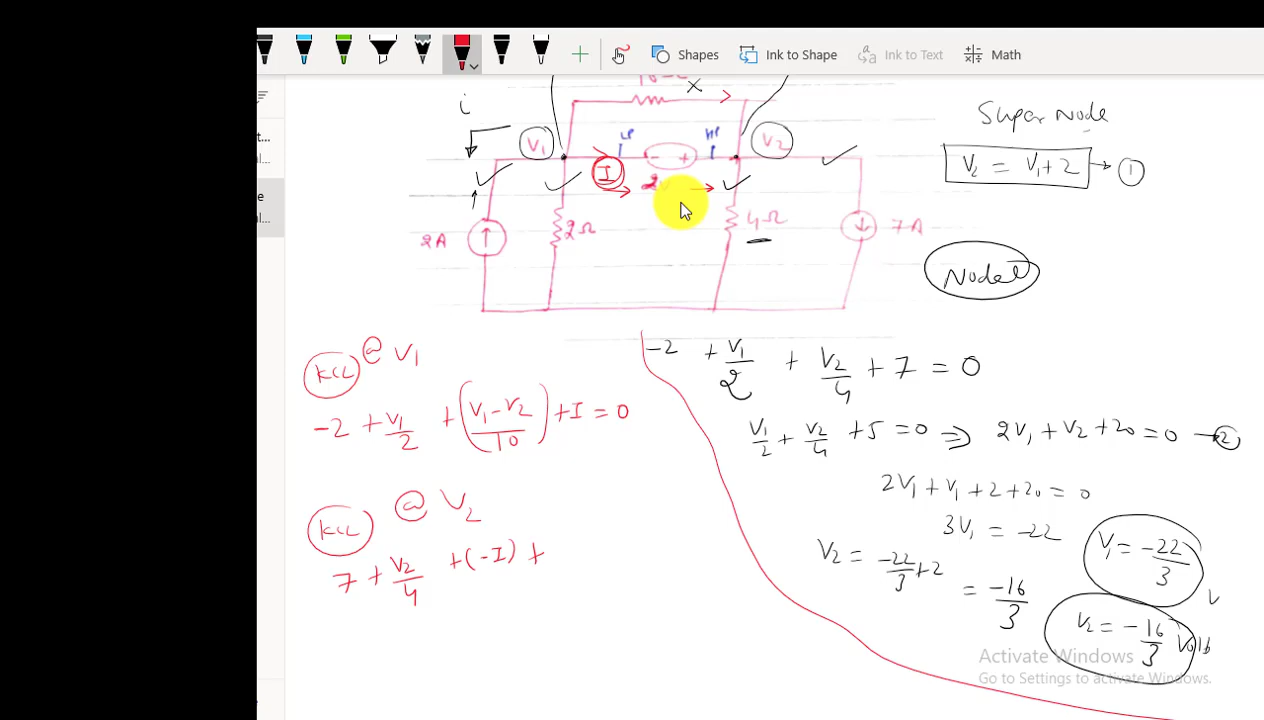 Shapes
Ink to Shape
Ink to Text
Math
i
V1
V2
Super Node
V2 = V1+2 → 1
I
- +
2A
2Ω
4Ω
7A
Nodel
KCL @ V1
-2 + V1/2 + (V1-V2/10) + I = 0
KCL @ V2
7 + V2/4 + (-I) +
-2 + V1/2 + V2/4 + 7 = 0
V1/2 + V2/4 + 5 = 0 ⇒ 2V1 + V2 + 20 = 0 → 2
2V1 + V1 + 2 + 20 = 0
3V1 = -22
V1 = -22/3 V
V2 = -22/3 + 2 = -16/3
V2 = -16/3 Volts
Activate Windows
Go to Settings to activate Windows.